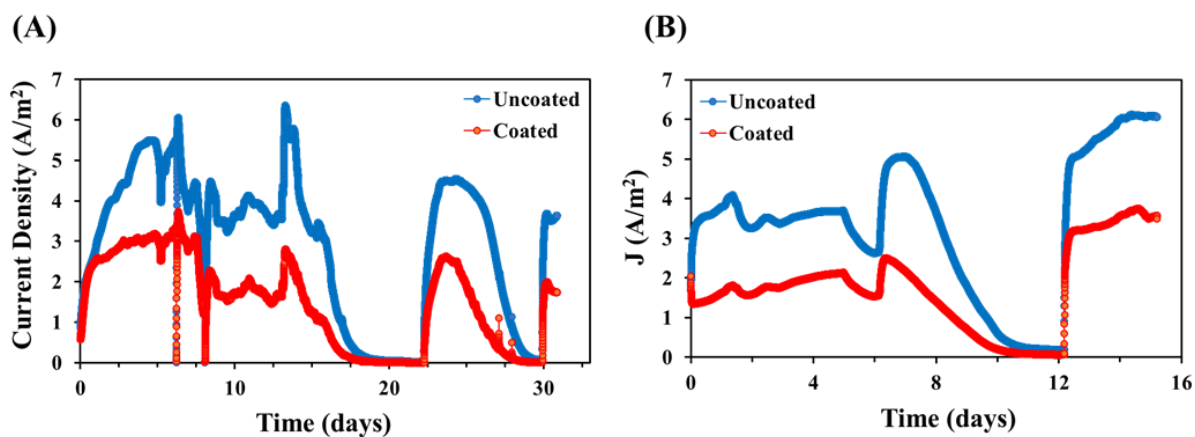 (A)
7
6
5
4
3
2
1
0
Current Density (A/m²)
Uncoated
Coated
0
10
20
30
Time (days)
(B)
7
6
5
4
3
2
1
0
J (A/m²)
Uncoated
Coated
0
4
8
12
16
Time (days)